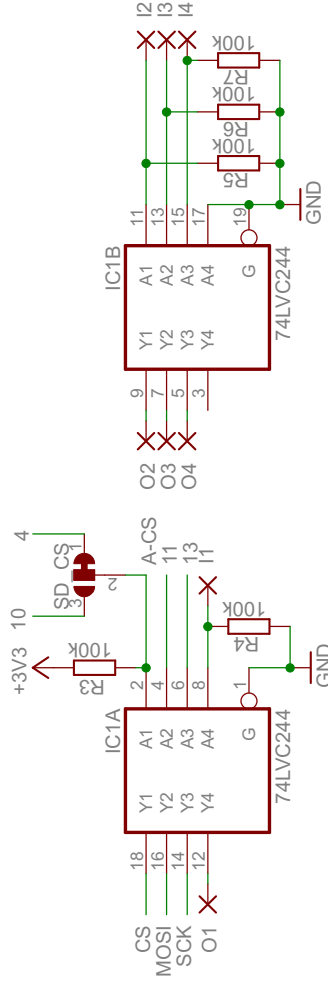 IC1A
74LVC244
CS
MOSI
SCK
O1
18
16
14
12
Y1
Y2
Y3
Y4
A1
A2
A3
A4
G
2
4
6
8
1
+3V3
R3
100k
10
4
SD_CS
3
1
2
A-CS
11
13
I1
R4
100k
GND
IC1B
74LVC244
O2
O3
O4
9
7
5
3
Y1
Y2
Y3
Y4
A1
A2
A3
A4
G
11
13
15
17
19
I2
I3
I4
R5
100k
R6
100k
R7
100k
GND